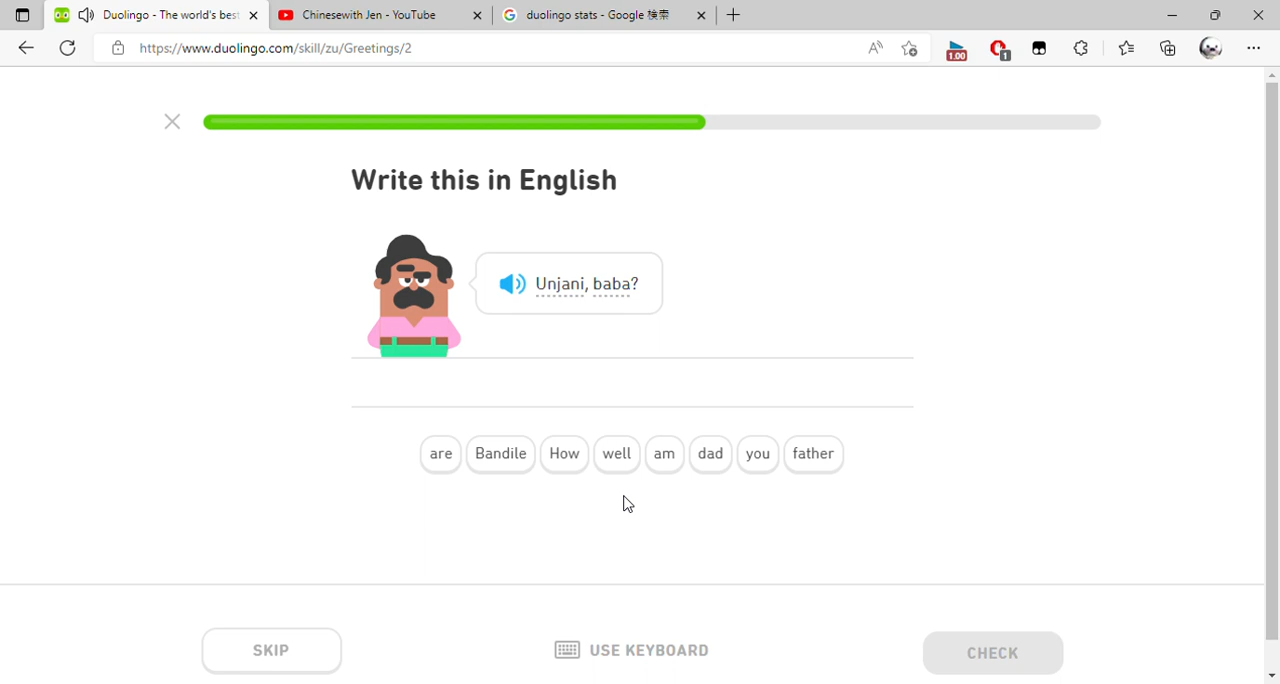 Duolingo - The world's best
Chinesewith Jen - YouTube
duolingo stats - Google 検索
https://www.duolingo.com/skill/zu/Greetings/2
1.00
1
Write this in English
Unjani, baba?
are Bandile How well am dad you father
SKIP
USE KEYBOARD
CHECK